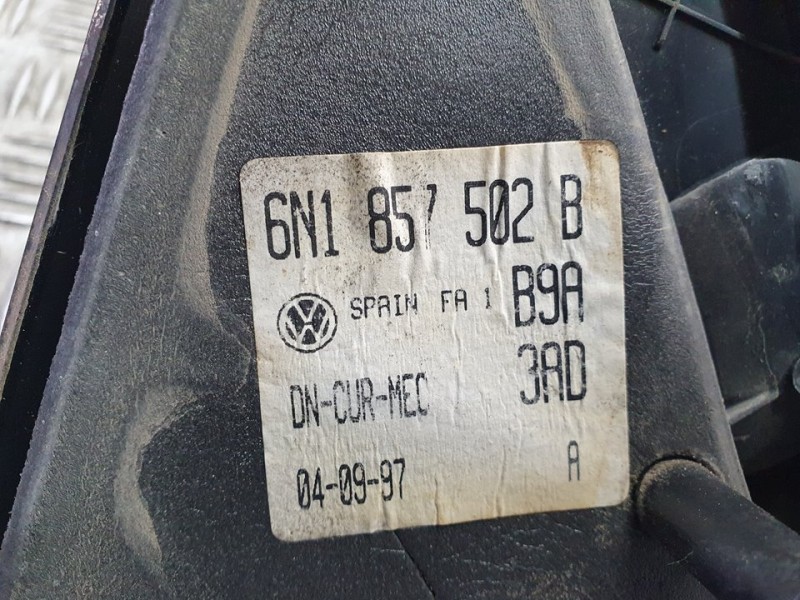 6N1 857 502 B
SPAIN FA 1 B9A
DN-CUR-MEC 3AD
04-09-97 A